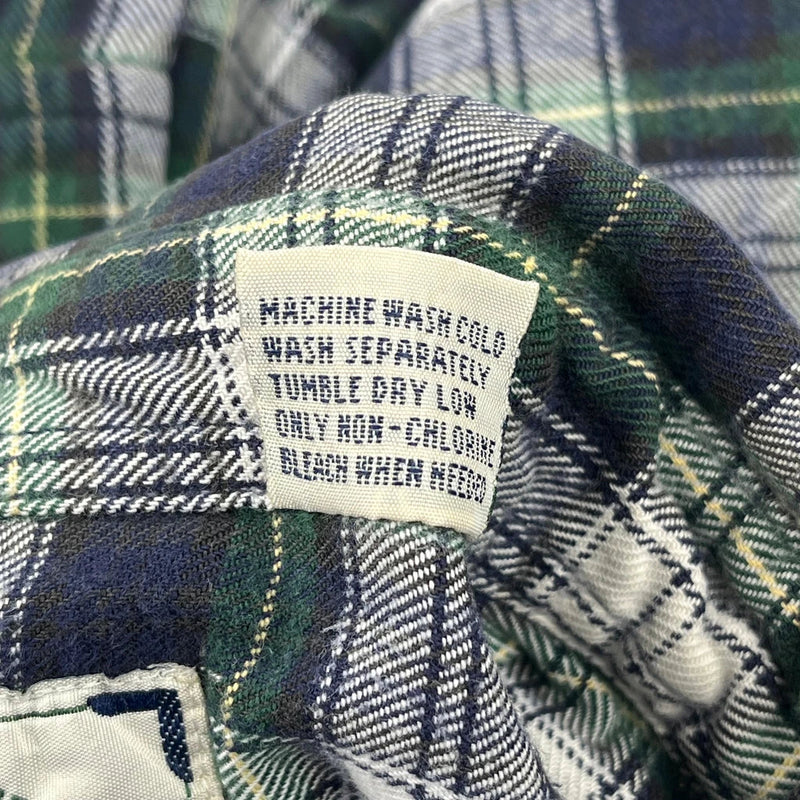 MACHINE WASH COLD
WASH SEPARATELY
TUMBLE DRY LOW
ONLY NON-CHLORINE
BLEACH WHEN NEEDED